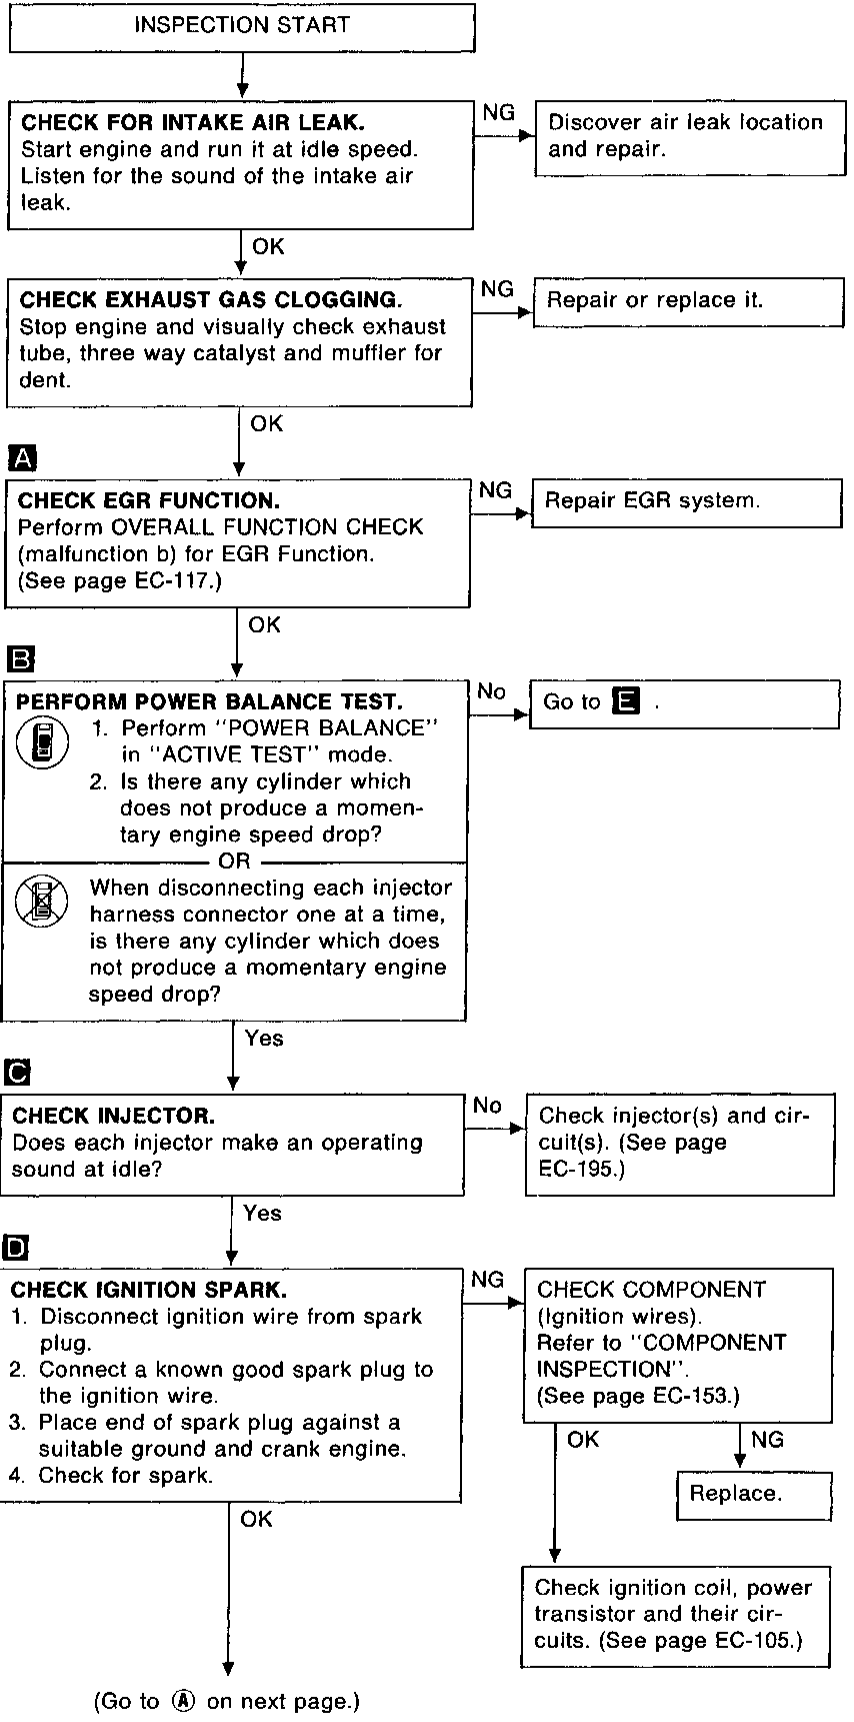 INSPECTION START
CHECK FOR INTAKE AIR LEAK.
Start engine and run it at idle speed.
Listen for the sound of the intake air
leak.
NG
Discover air leak location
and repair.
OK
CHECK EXHAUST GAS CLOGGING.
Stop engine and visually check exhaust
tube, three way catalyst and muffler for
dent.
NG
Repair or replace it.
OK
A
CHECK EGR FUNCTION.
Perform OVERALL FUNCTION CHECK
(malfunction b) for EGR Function.
(See page EC-117.)
NG
Repair EGR system.
OK
B
PERFORM POWER BALANCE TEST.
1. Perform "POWER BALANCE"
in "ACTIVE TEST" mode.
2. Is there any cylinder which
does not produce a momen-
tary engine speed drop?
OR
When disconnecting each injector
harness connector one at a time,
is there any cylinder which does
not produce a momentary engine
speed drop?
No
Go to E .
Yes
C
CHECK INJECTOR.
Does each injector make an operating
sound at idle?
No
Check injector(s) and cir-
cuit(s). (See page
EC-195.)
Yes
D
CHECK IGNITION SPARK.
1. Disconnect ignition wire from spark
plug.
2. Connect a known good spark plug to
the ignition wire.
3. Place end of spark plug against a
suitable ground and crank engine.
4. Check for spark.
NG
CHECK COMPONENT
(Ignition wires).
Refer to "COMPONENT
INSPECTION".
(See page EC-153.)
OK
NG
Replace.
Check ignition coil, power
transistor and their cir-
cuits. (See page EC-105.)
OK
(Go to Ⓐ on next page.)